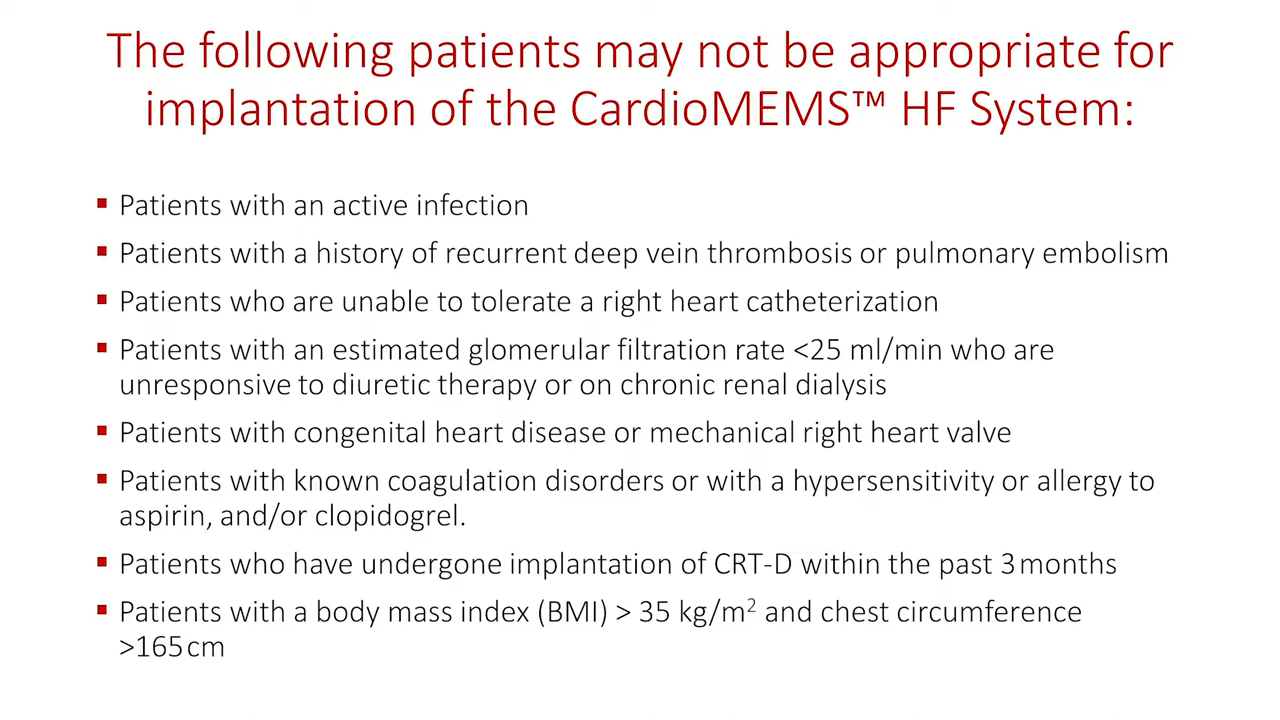 The following patients may not be appropriate for
implantation of the CardioMEMS™ HF System:
▪ Patients with an active infection
▪ Patients with a history of recurrent deep vein thrombosis or pulmonary embolism
▪ Patients who are unable to tolerate a right heart catheterization
▪ Patients with an estimated glomerular filtration rate <25 ml/min who are
unresponsive to diuretic therapy or on chronic renal dialysis
▪ Patients with congenital heart disease or mechanical right heart valve
▪ Patients with known coagulation disorders or with a hypersensitivity or allergy to
aspirin, and/or clopidogrel.
▪ Patients who have undergone implantation of CRT-D within the past 3 months
▪ Patients with a body mass index (BMI) > 35 kg/m² and chest circumference
>165 cm